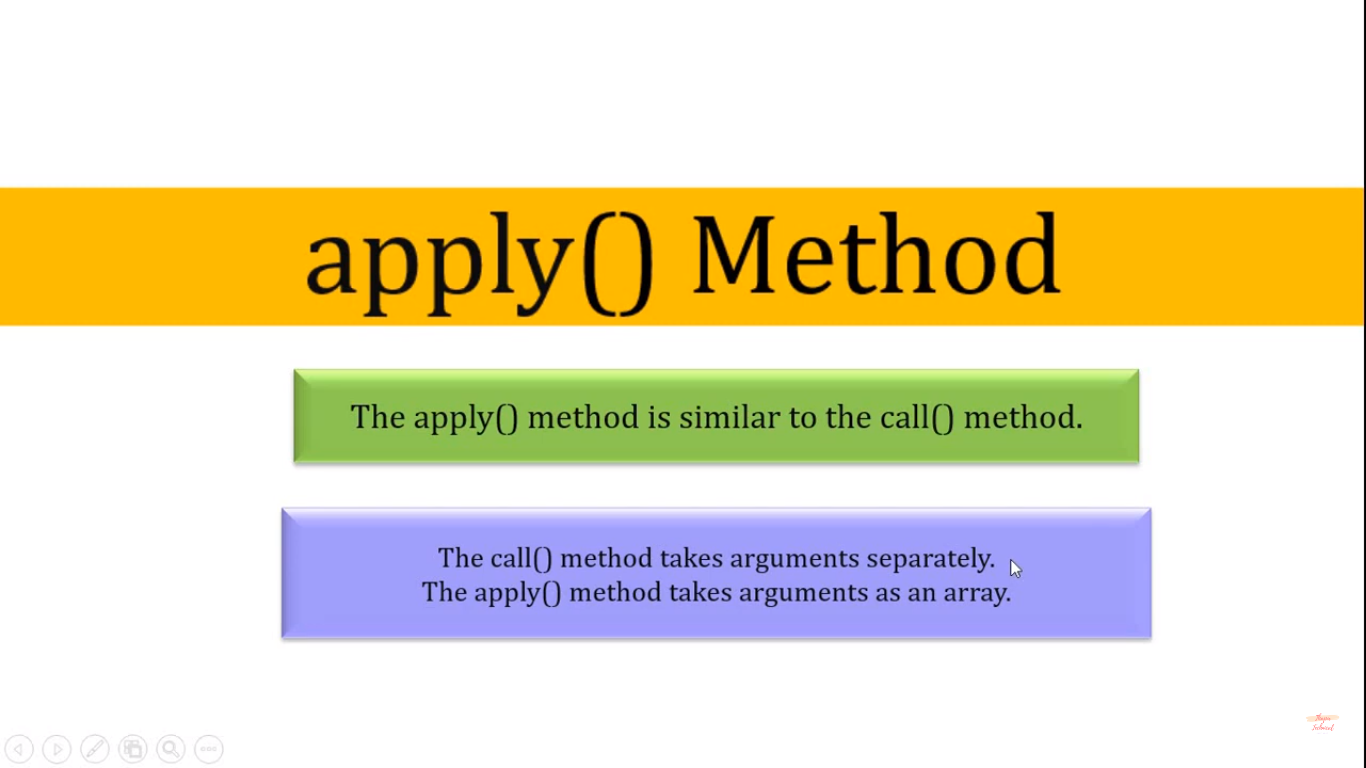 apply() Method
The apply() method is similar to the call() method.
The call() method takes arguments separately.
The apply() method takes arguments as an array.